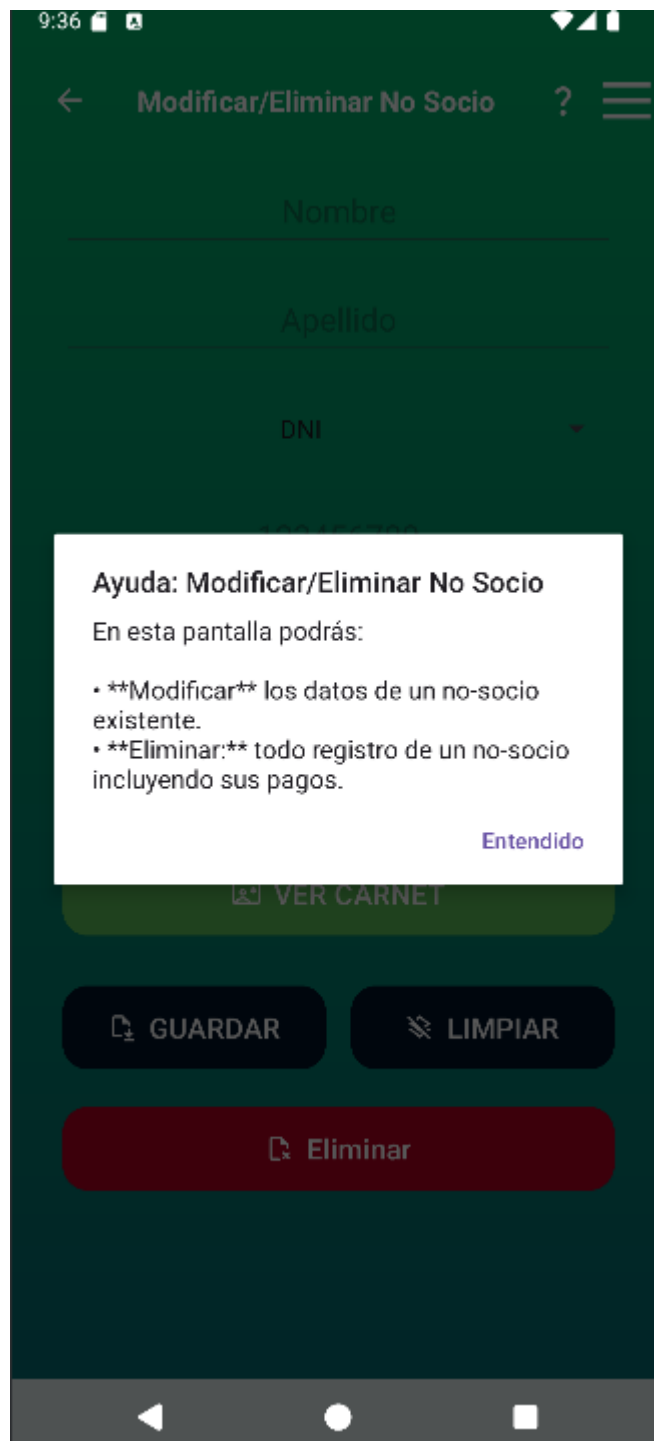 9:36
Modificar/Eliminar No Socio ?
Nombre
Apellido
DNI
Ayuda: Modificar/Eliminar No Socio
En esta pantalla podrás:
• **Modificar** los datos de un no-socio
existente.
• **Eliminar:** todo registro de un no-socio
incluyendo sus pagos.
Entendido
VER CARNET
GUARDAR
LIMPIAR
Eliminar